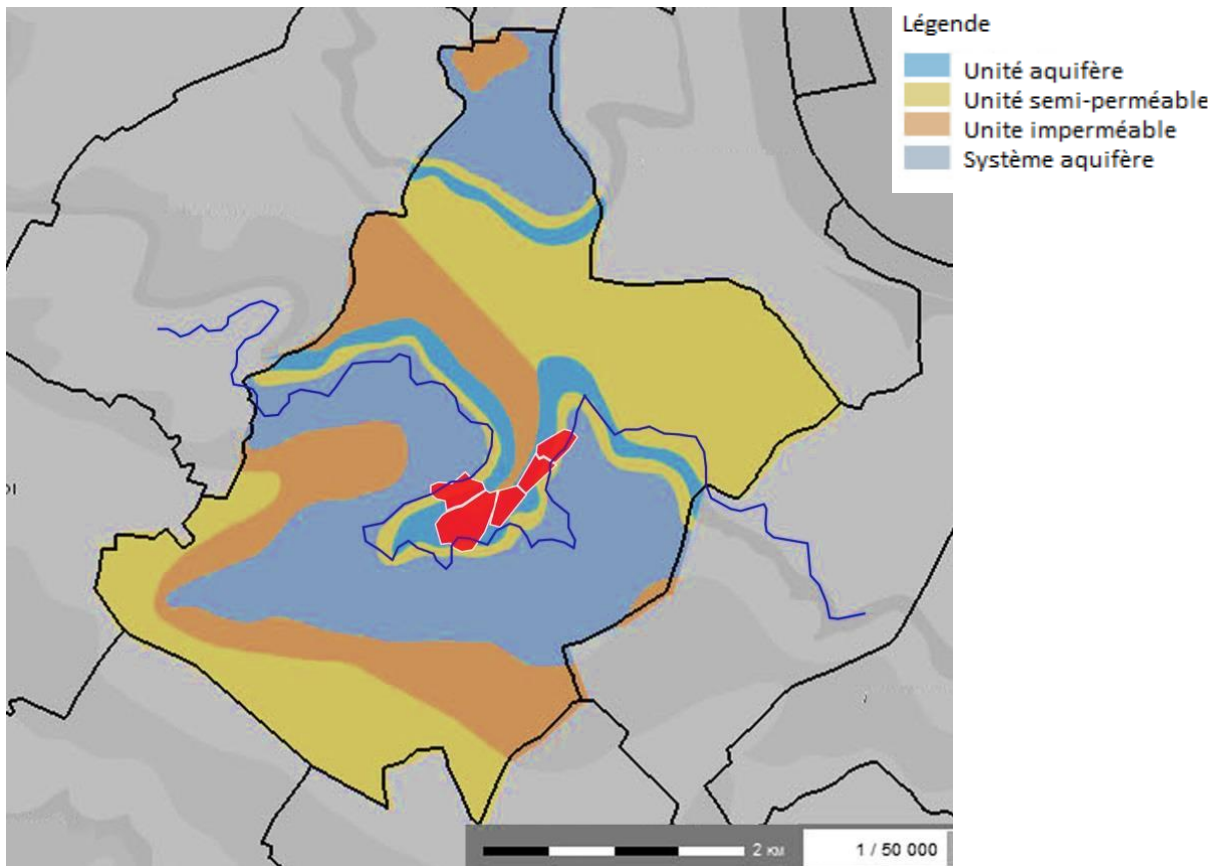 Légende
Unité aquifère
Unité semi-perméable
Unite imperméable
Système aquifère
2 KM
1 / 50 000